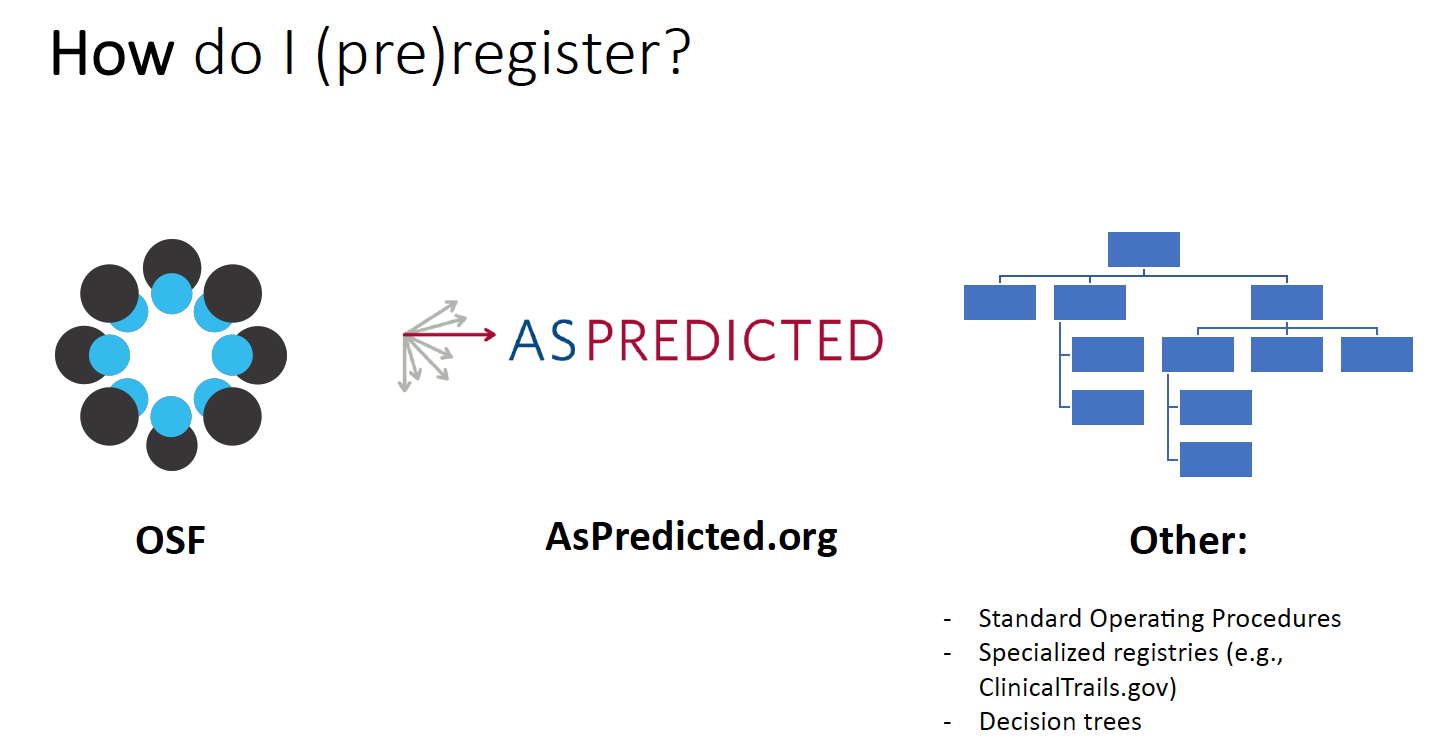 How do I (pre)register?
ASPREDICTED
OSF
AsPredicted.org
Other:
- Standard Operating Procedures
- Specialized registries (e.g.,
ClinicalTrails.gov)
- Decision trees